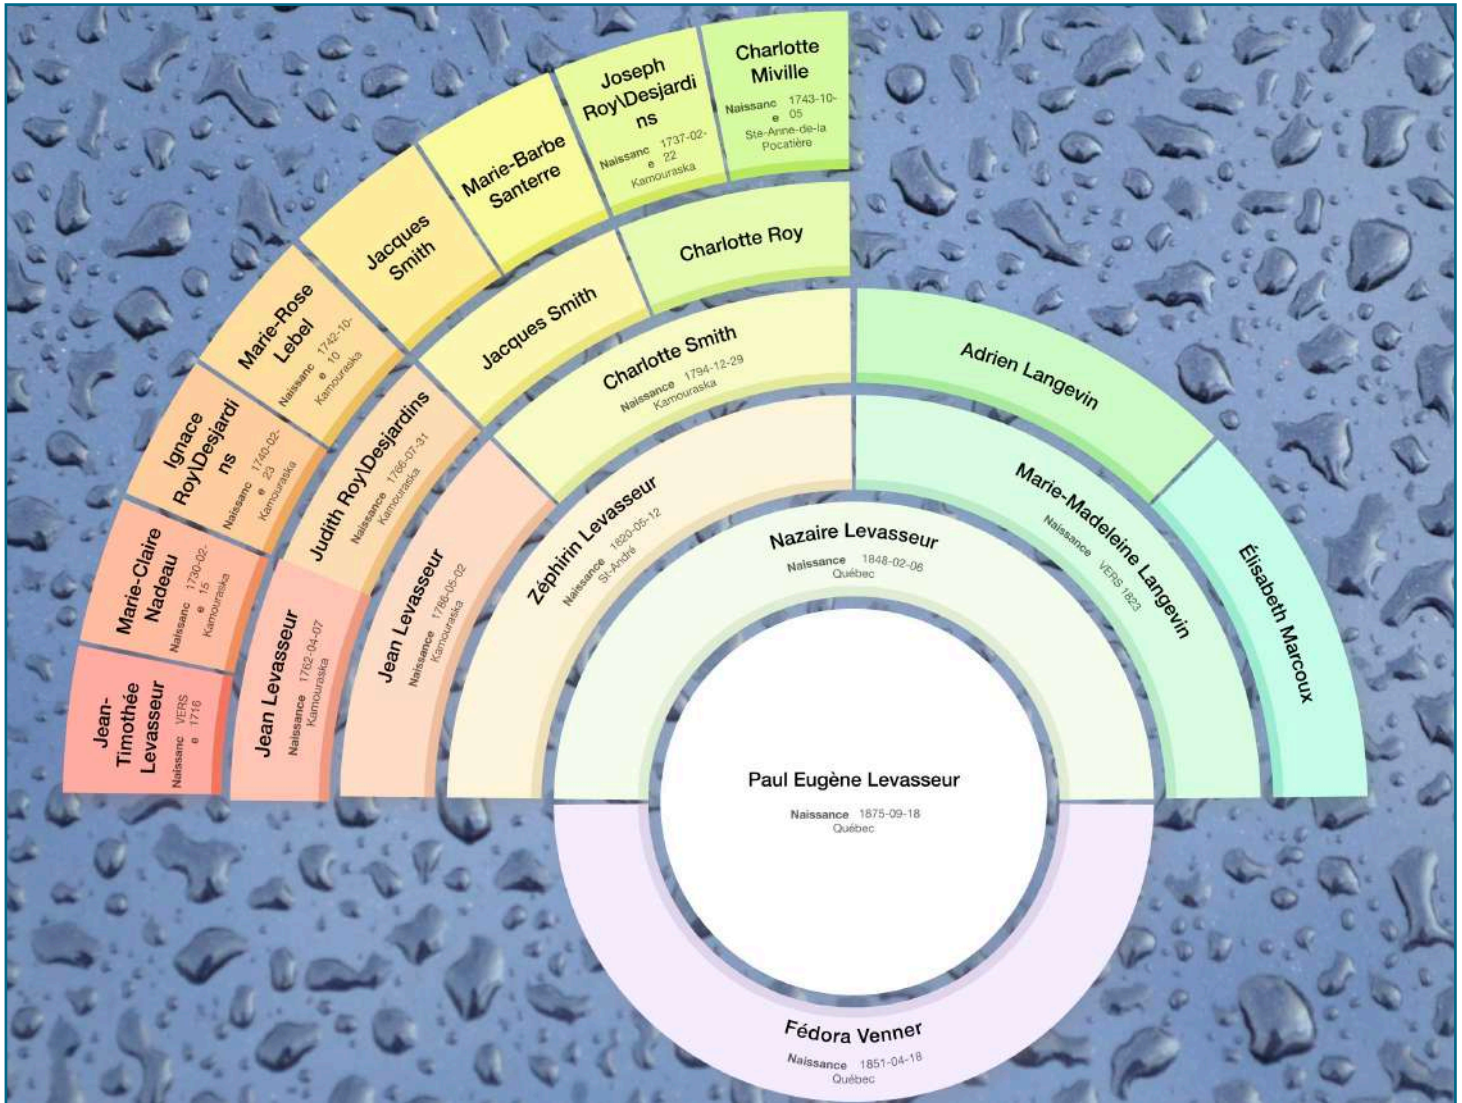 Charlotte
Miville
Naissanc 1743-10-
e 05
Ste-Anne-de-la
Pocatière
Joseph
Roy\Desjardi
ns
Naissanc 1737-02-
e 22
Kamouraska
Marie-Barbe
Santerre
Jacques
Smith
Marie-Rose
Lebel
Naissanc 1742-10-
e 10
Kamouraska
Ignace
Roy\Desjardi
ns
Naissanc 1740-02-
e 23
Kamouraska
Marie-Claire
Nadeau
Naissanc 1730-02-
e 15
Kamouraska
Jean-
Timothée
Levasseur
Naissanc VERS
e 1716
Charlotte Roy
Jacques Smith
Judith Roy\Desjardins
Naissance 1766-07-31
Kamouraska
Jean Levasseur
Naissance 1762-04-07
Kamouraska
Charlotte Smith
Naissance 1794-12-29
Kamouraska
Jean Levasseur
Naissance 1786-05-02
Kamouraska
Adrien Langevin
Élisabeth Marcoux
Zéphirin Levasseur
Naissance 1820-05-12
St-André
Marie-Madeleine Langevin
Naissance VERS 1823
Nazaire Levasseur
Naissance 1848-02-06
Québec
Paul Eugène Levasseur
Naissance 1875-09-18
Québec
Fédora Venner
Naissance 1851-04-18
Québec